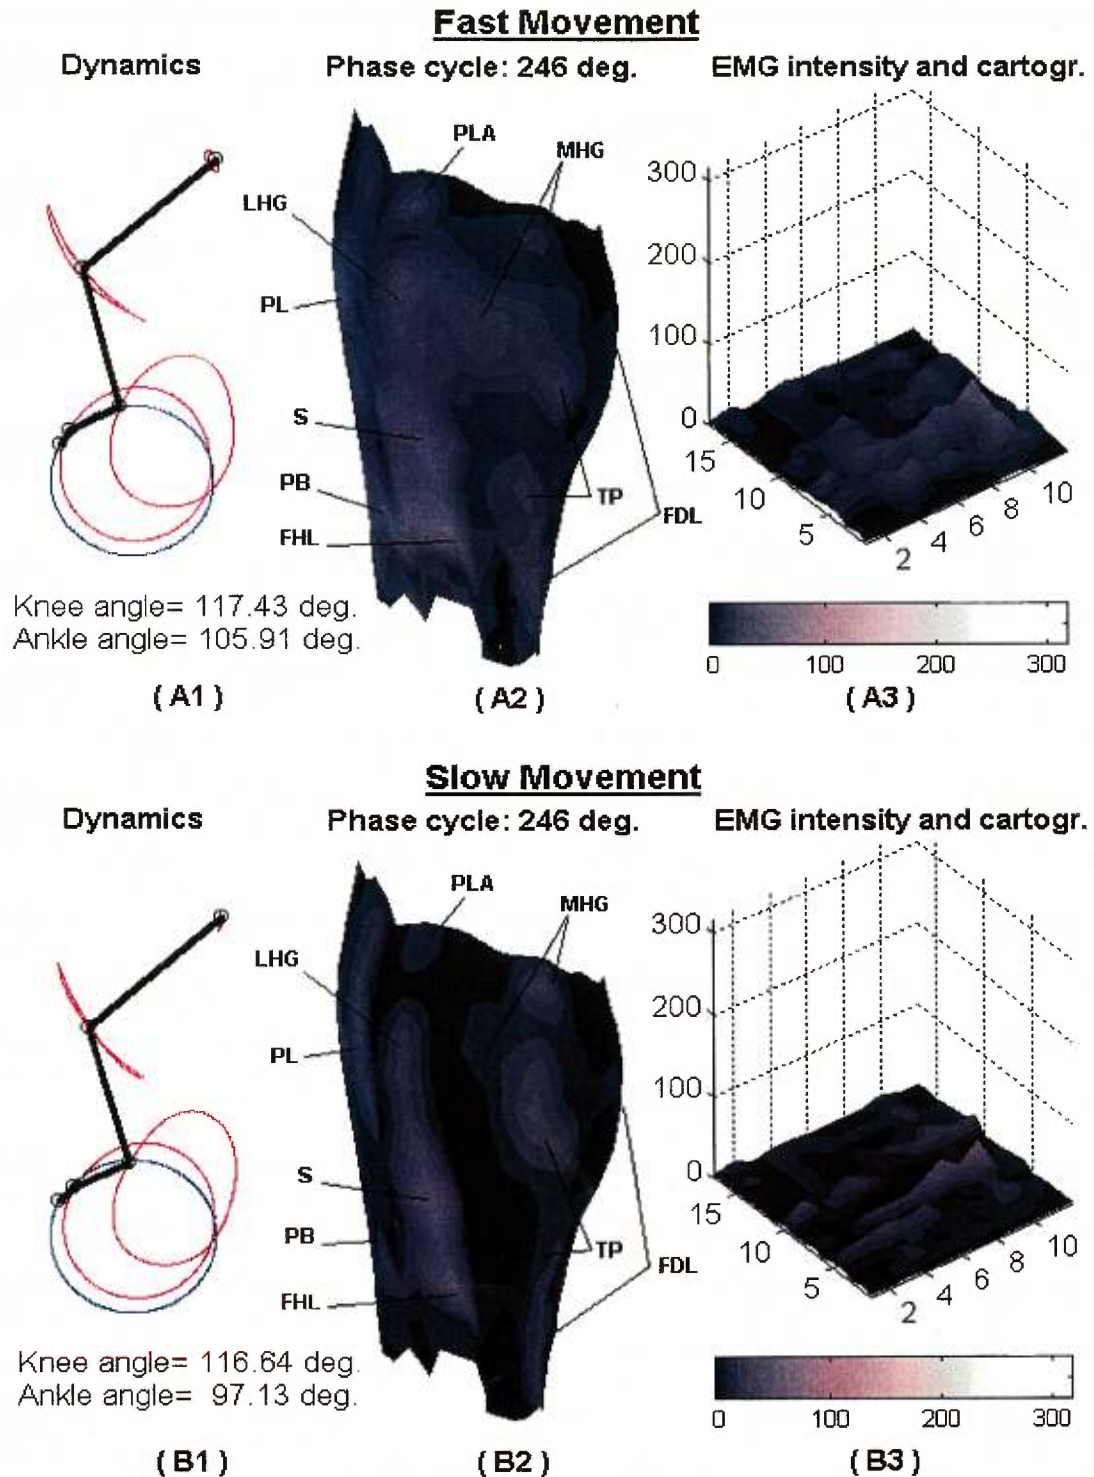 Fast Movement
Dynamics
Phase cycle: 246 deg.
EMG intensity and cartogr.
PLA
MHG
LHG
PL
S
PB
FHL
TP
FDL
300
200
100
0
15
10
5
2
4
6
8
10
Knee angle= 117.43 deg.
Ankle angle= 105.91 deg.
0 100 200 300
( A1 )
( A2 )
( A3 )
Slow Movement
Dynamics
Phase cycle: 246 deg.
EMG intensity and cartogr.
PLA
MHG
LHG
PL
S
PB
FHL
TP
FDL
300
200
100
0
15
10
5
2
4
6
8
10
Knee angle= 116.64 deg.
Ankle angle= 97.13 deg.
0 100 200 300
( B1 )
( B2 )
( B3 )